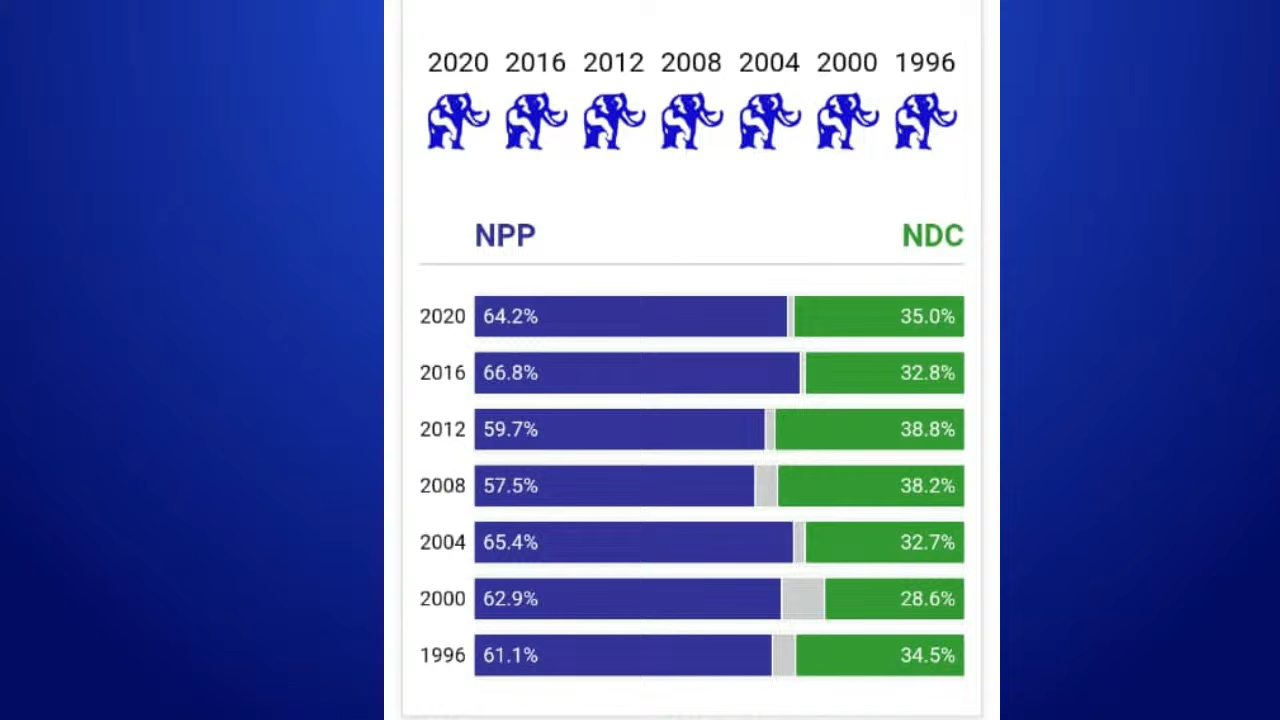 2020 2016 2012 2008 2004 2000 1996
NPP NDC
2020 64.2% 35.0%
2016 66.8% 32.8%
2012 59.7% 38.8%
2008 57.5% 38.2%
2004 65.4% 32.7%
2000 62.9% 28.6%
1996 61.1% 34.5%